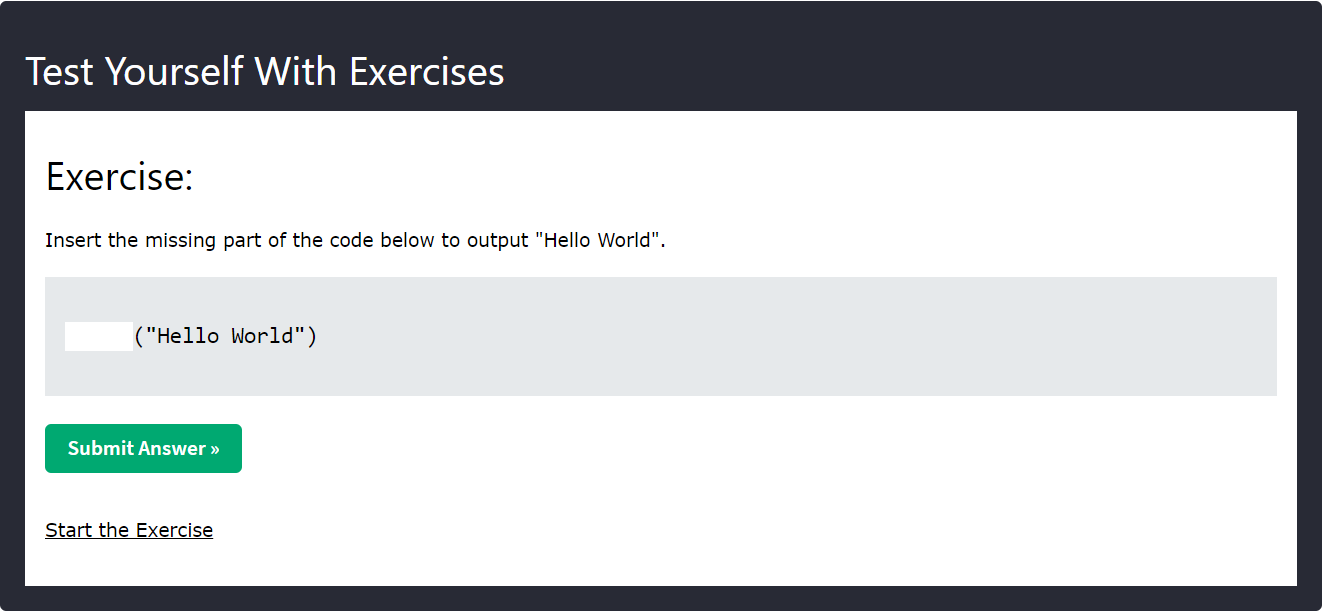 Test Yourself With Exercises
Exercise:
Insert the missing part of the code below to output "Hello World".
("Hello World")
Submit Answer »
Start the Exercise